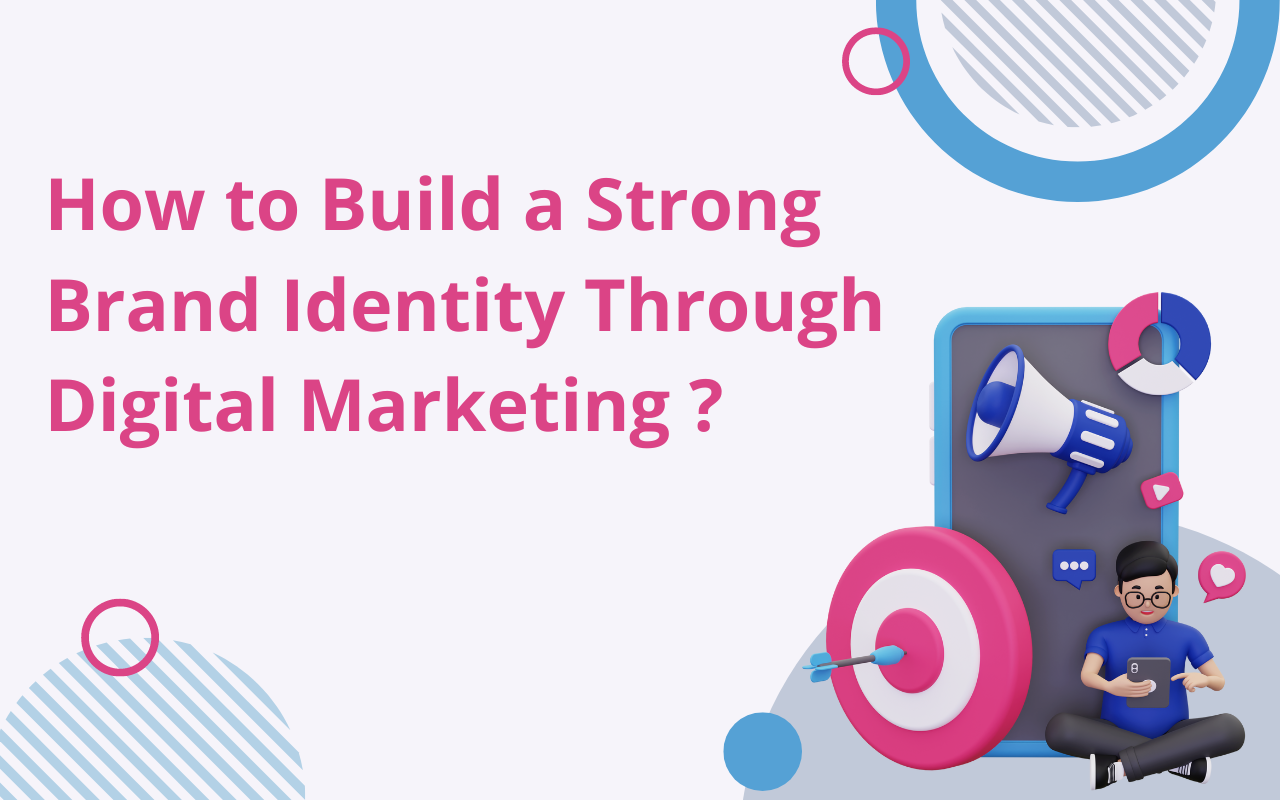 How to Build a Strong
Brand Identity Through
Digital Marketing ?